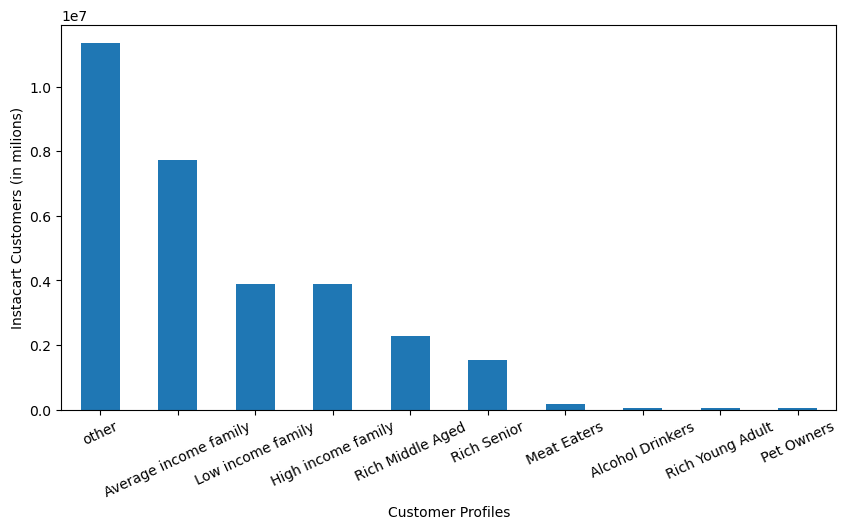 1e7
1.0
0.8
0.6
0.4
0.2
0.0
Instacart Customers (in milions)
other
Average income family
Low income family
High income family
Rich Middle Aged
Rich Senior
Meat Eaters
Alcohol Drinkers
Rich Young Adult
Pet Owners
Customer Profiles